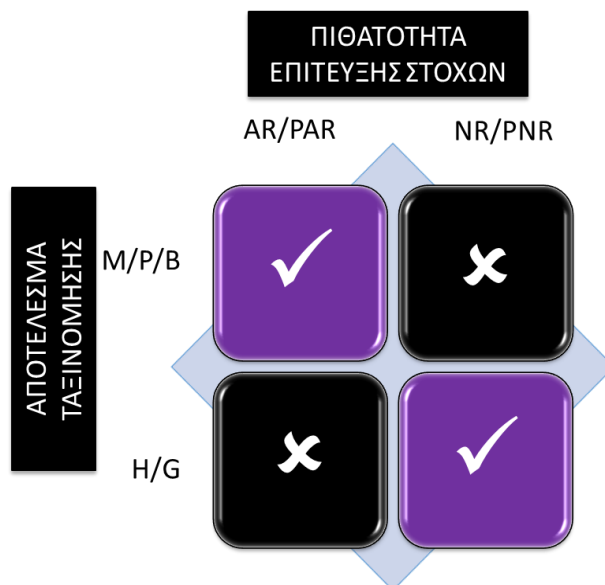 ΠΙΘΑΤΟΤΗΤΑ
ΕΠΙΤΕΥΞΗΣ ΣΤΟΧΩΝ
AR/PAR
NR/PNR
ΑΠΟΤΕΛΕΣΜΑ
ΤΑΞΙΝΟΜΗΣΗΣ
M/P/B
H/G